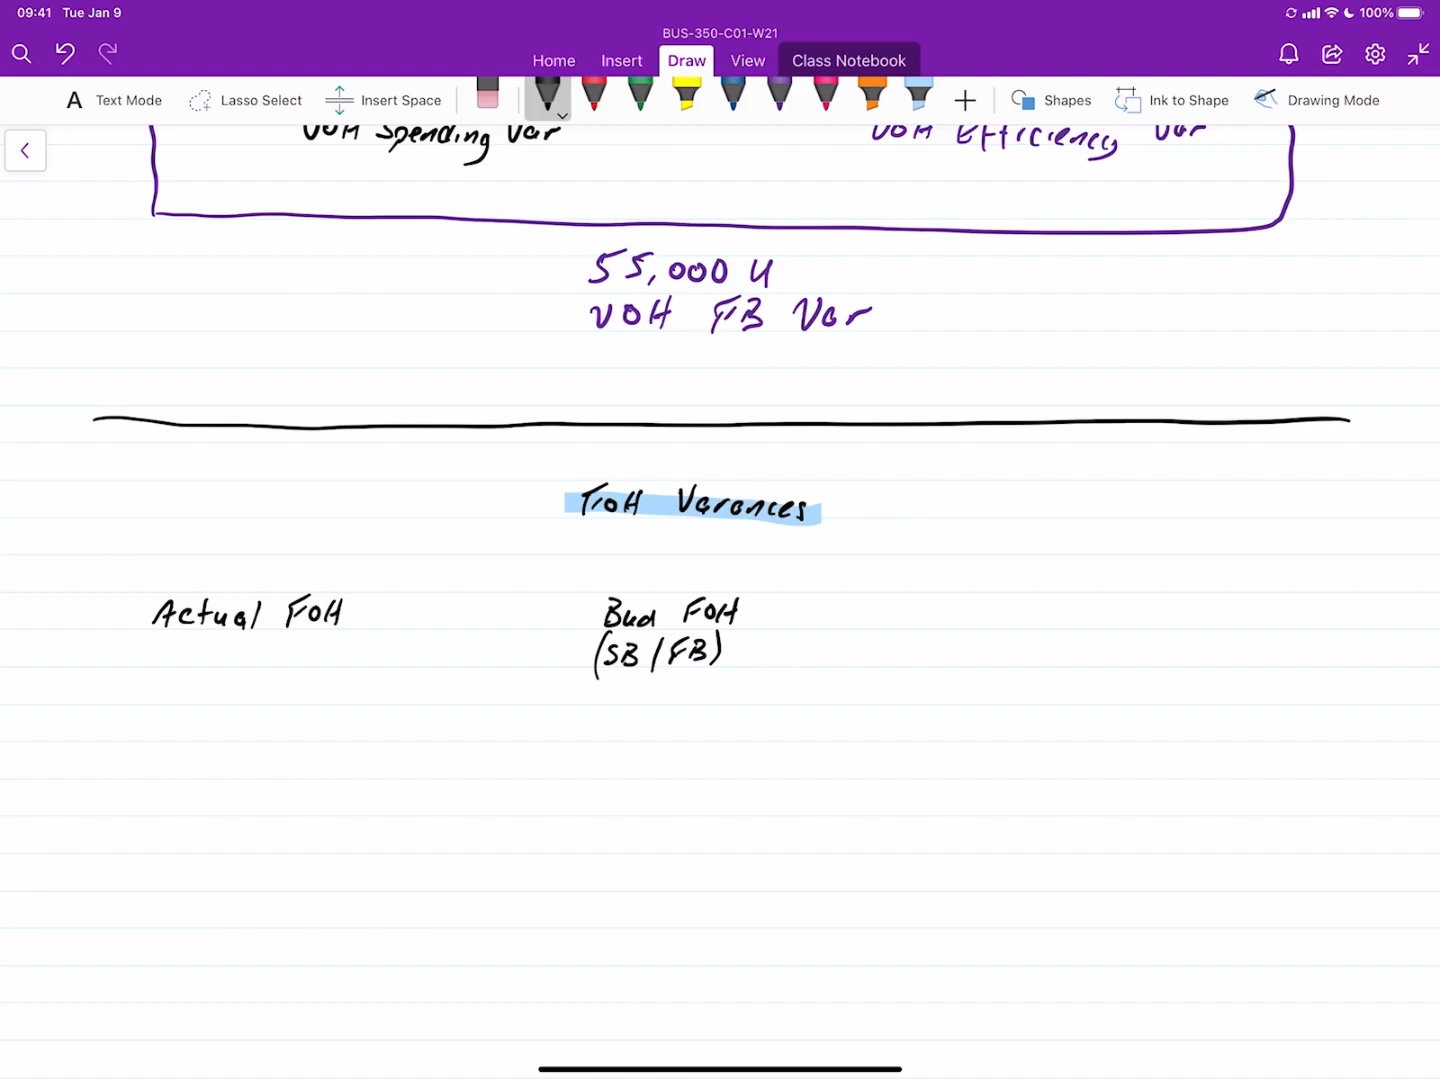 09:41 Tue Jan 9
100%
BUS-350-C01-W21
Home Insert Draw View Class Notebook
A Text Mode Lasso Select Insert Space Shapes Ink to Shape Drawing Mode
VOH Spending Var VOH Efficiency Var
55,000 U
VOH FB Var
FOH Varances
Actual FOH Bud FOH
(SB/FB)